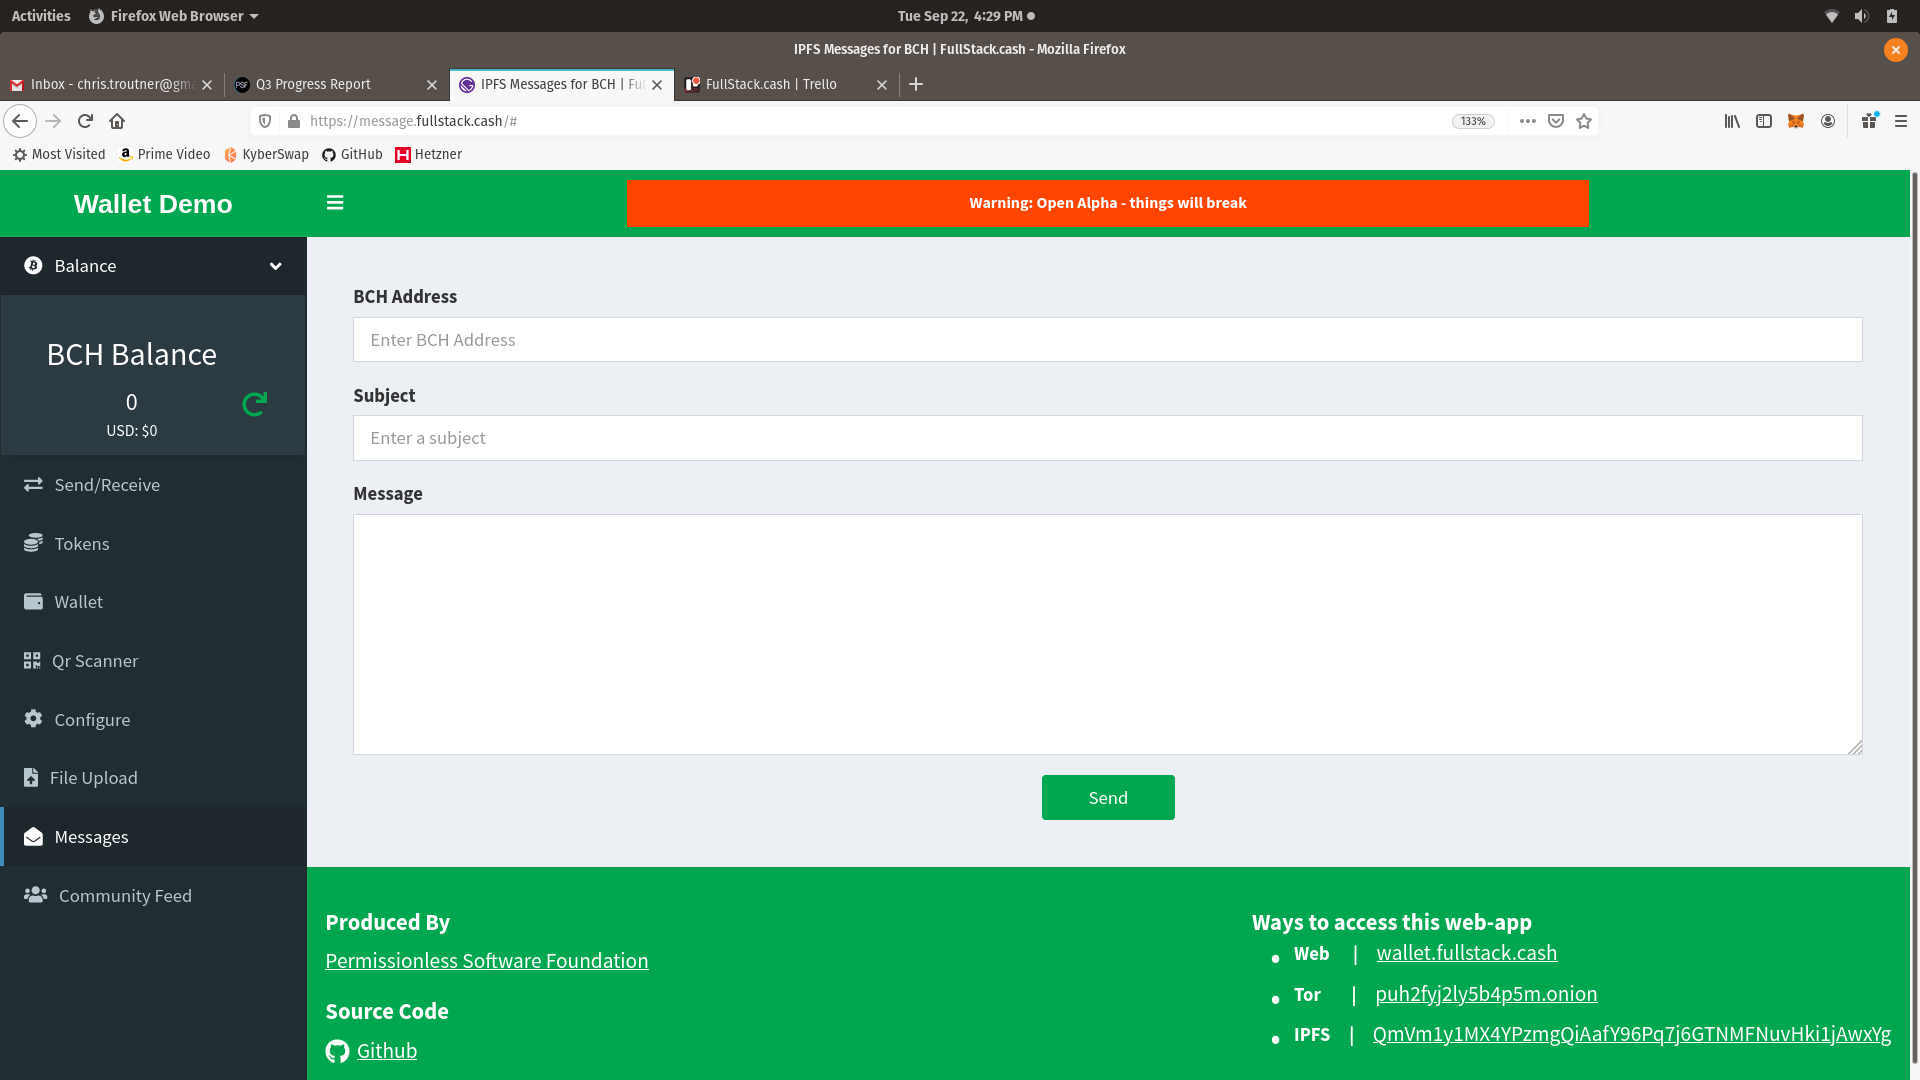 Activities Firefox Web Browser Tue Sep 22, 4:29 PM
IPFS Messages for BCH | FullStack.cash - Mozilla Firefox
Inbox - chris.troutner@gm Q3 Progress Report IPFS Messages for BCH | Ful FullStack.cash | Trello
https://message.fullstack.cash/# 133%
Most Visited Prime Video KyberSwap GitHub Hetzner
Wallet Demo
Warning: Open Alpha - things will break
Balance
BCH Balance
0
USD: $0
Send/Receive
Tokens
Wallet
Qr Scanner
Configure
File Upload
Messages
Community Feed
BCH Address
Enter BCH Address
Subject
Enter a subject
Message
Send
Produced By
Permissionless Software Foundation
Source Code
Github
Ways to access this web-app
Web | wallet.fullstack.cash
Tor | puh2fyj2ly5b4p5m.onion
IPFS | QmVm1y1MX4YPzmgQiAafY96Pq7j6GTNMFNuvHki1jAwxYg